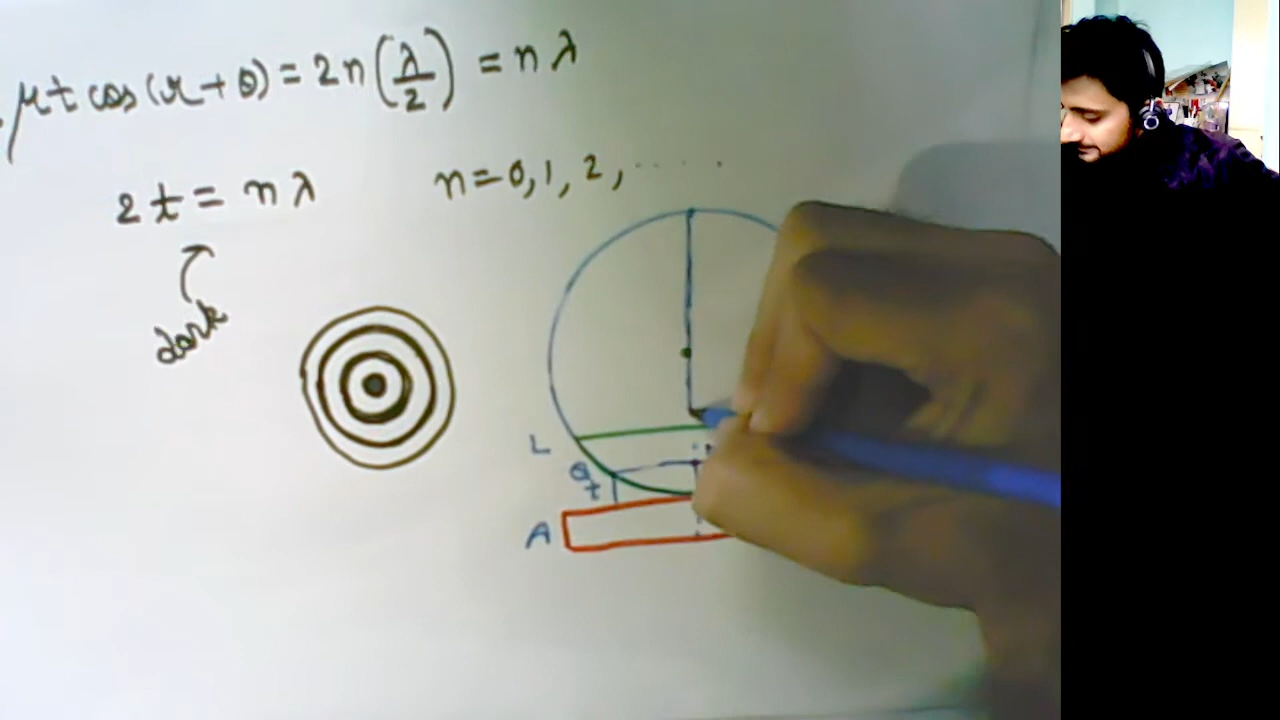 μt cos(r+θ) = 2n(λ/2) = nλ
2t = nλ n = 0, 1, 2, .....
dark
L
Q
t
A